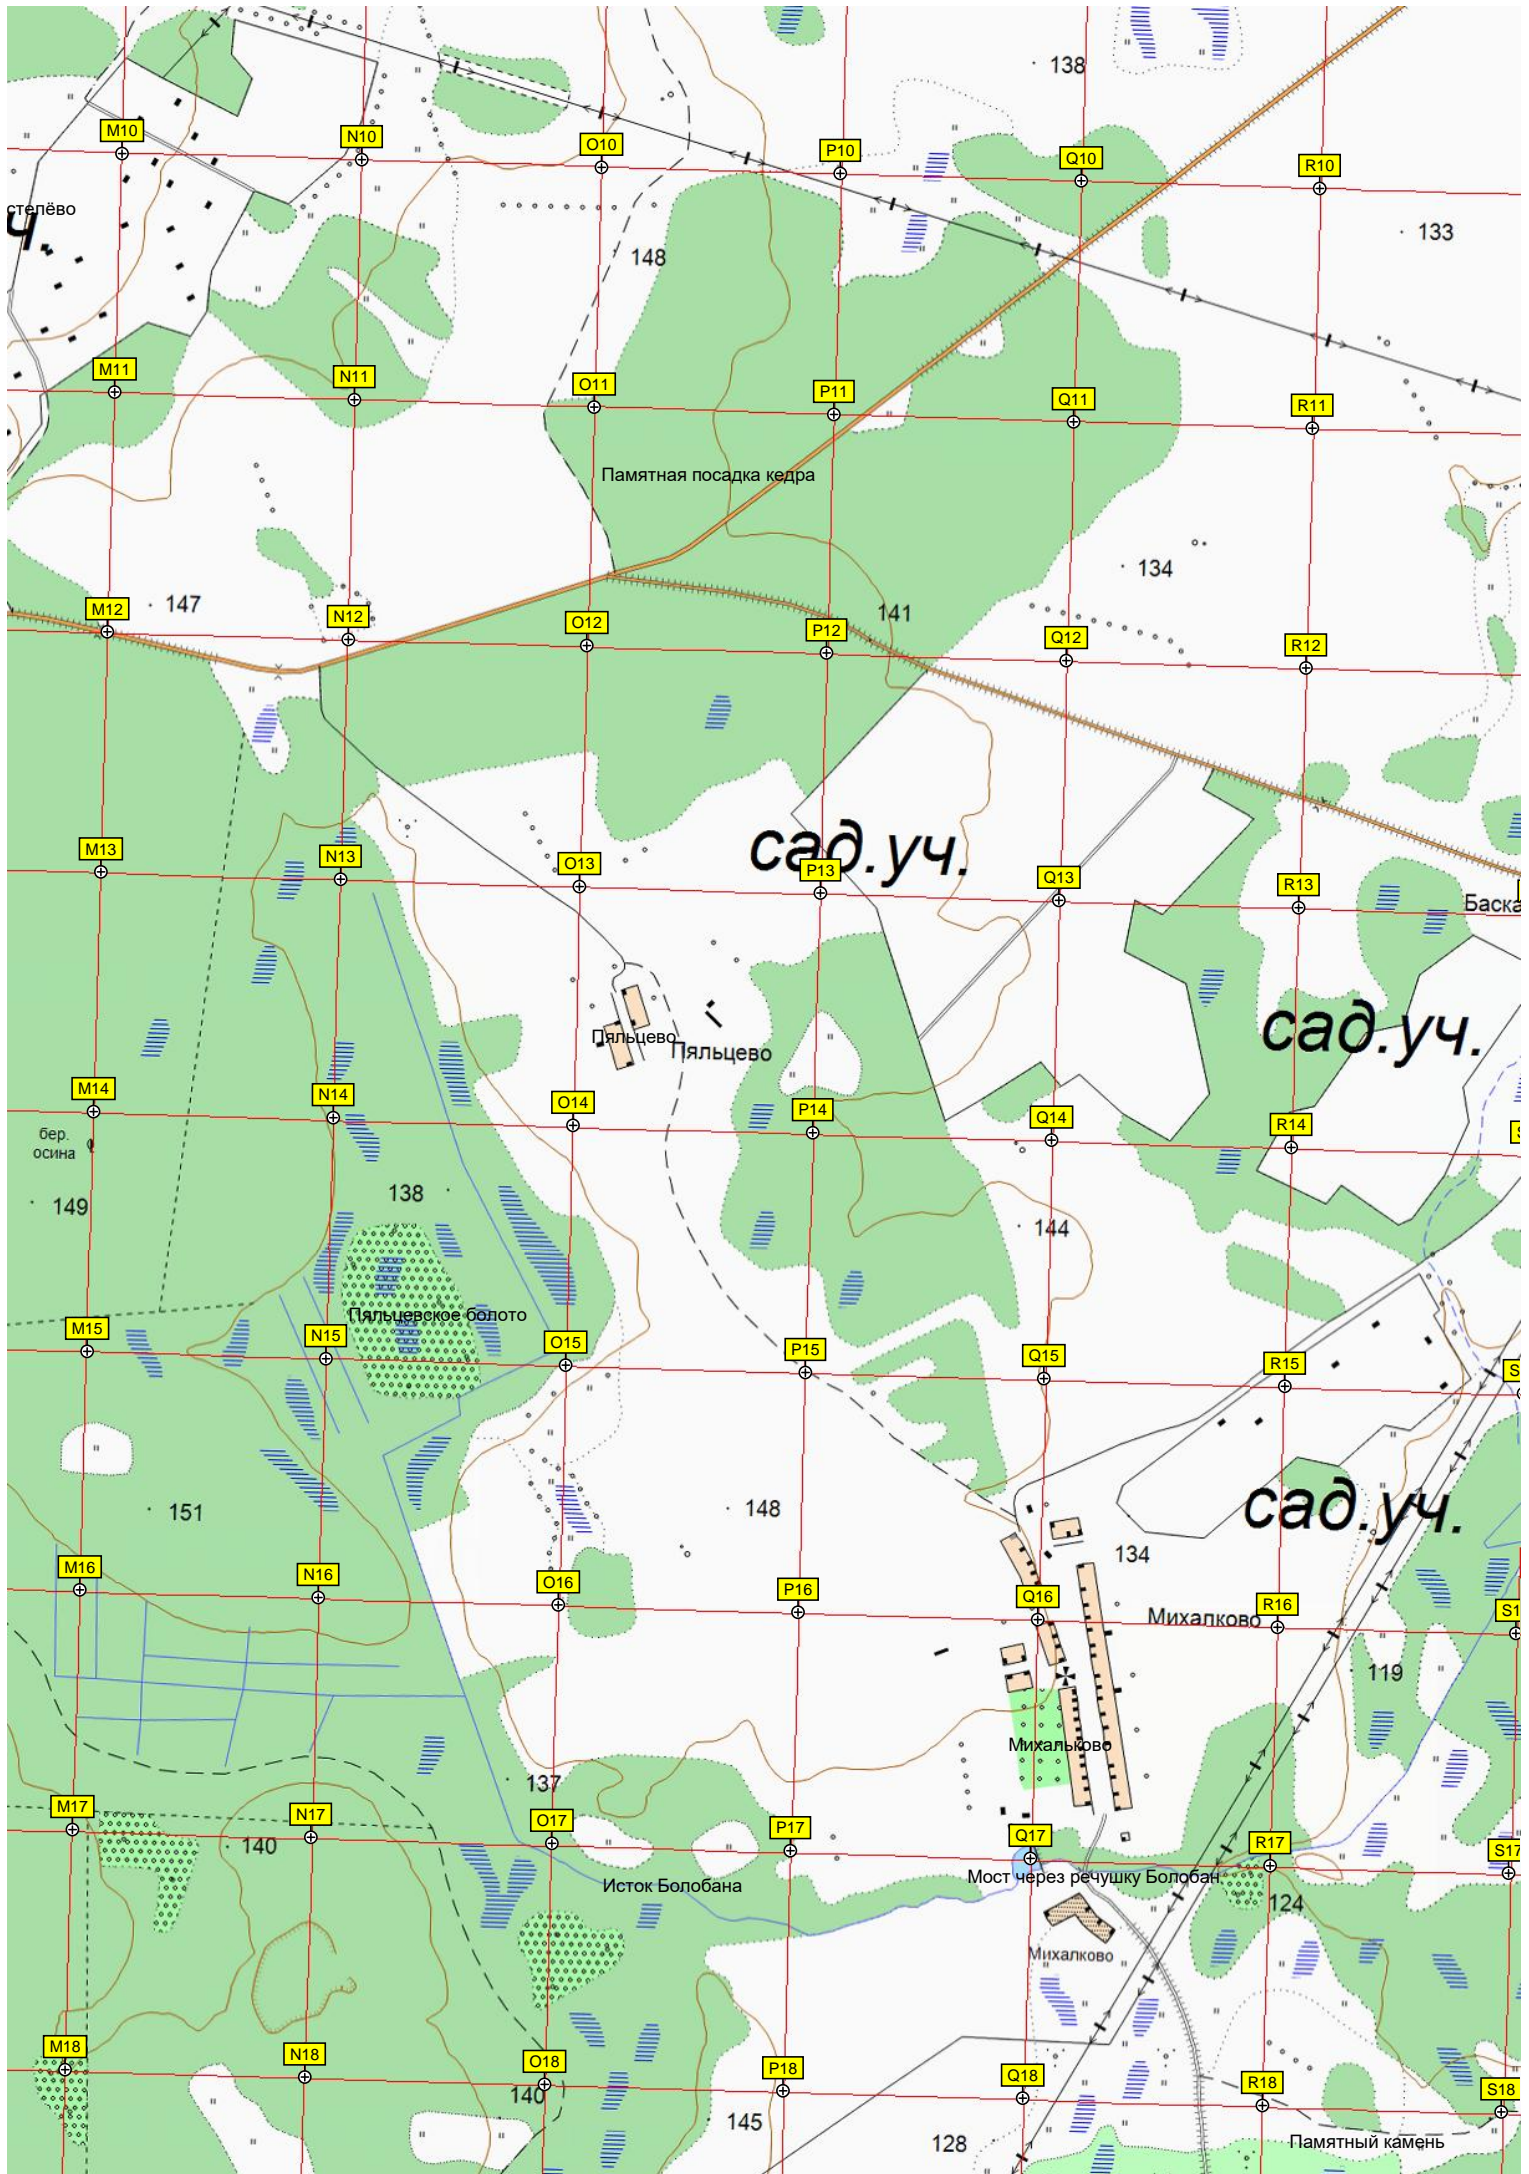 138
M10
N10
O10
P10
Q10
R10
стелёво
ч.
148
133
M11
N11
O11
P11
Q11
R11
Памятная посадка кедра
134
147
M12
N12
O12
141
P12
Q12
R12
сад.уч.
M13
N13
O13
P13
Q13
R13
Баска
сад.уч.
Пяльцево
Пяльцево
M14
N14
O14
P14
Q14
R14
S
бер.
осина
149
138
144
Пяльцевское болото
M15
N15
O15
P15
Q15
R15
S
151
148
сад.уч.
134
M16
N16
O16
P16
Q16
R16
S1
Михалково
119
Михальково
137
M17
N17
O17
P17
Q17
R17
S17
140
Исток Болобана
Мост через речушку Болобан
124
Михалково
M18
N18
O18
P18
Q18
R18
S18
140
145
128
Памятный камень